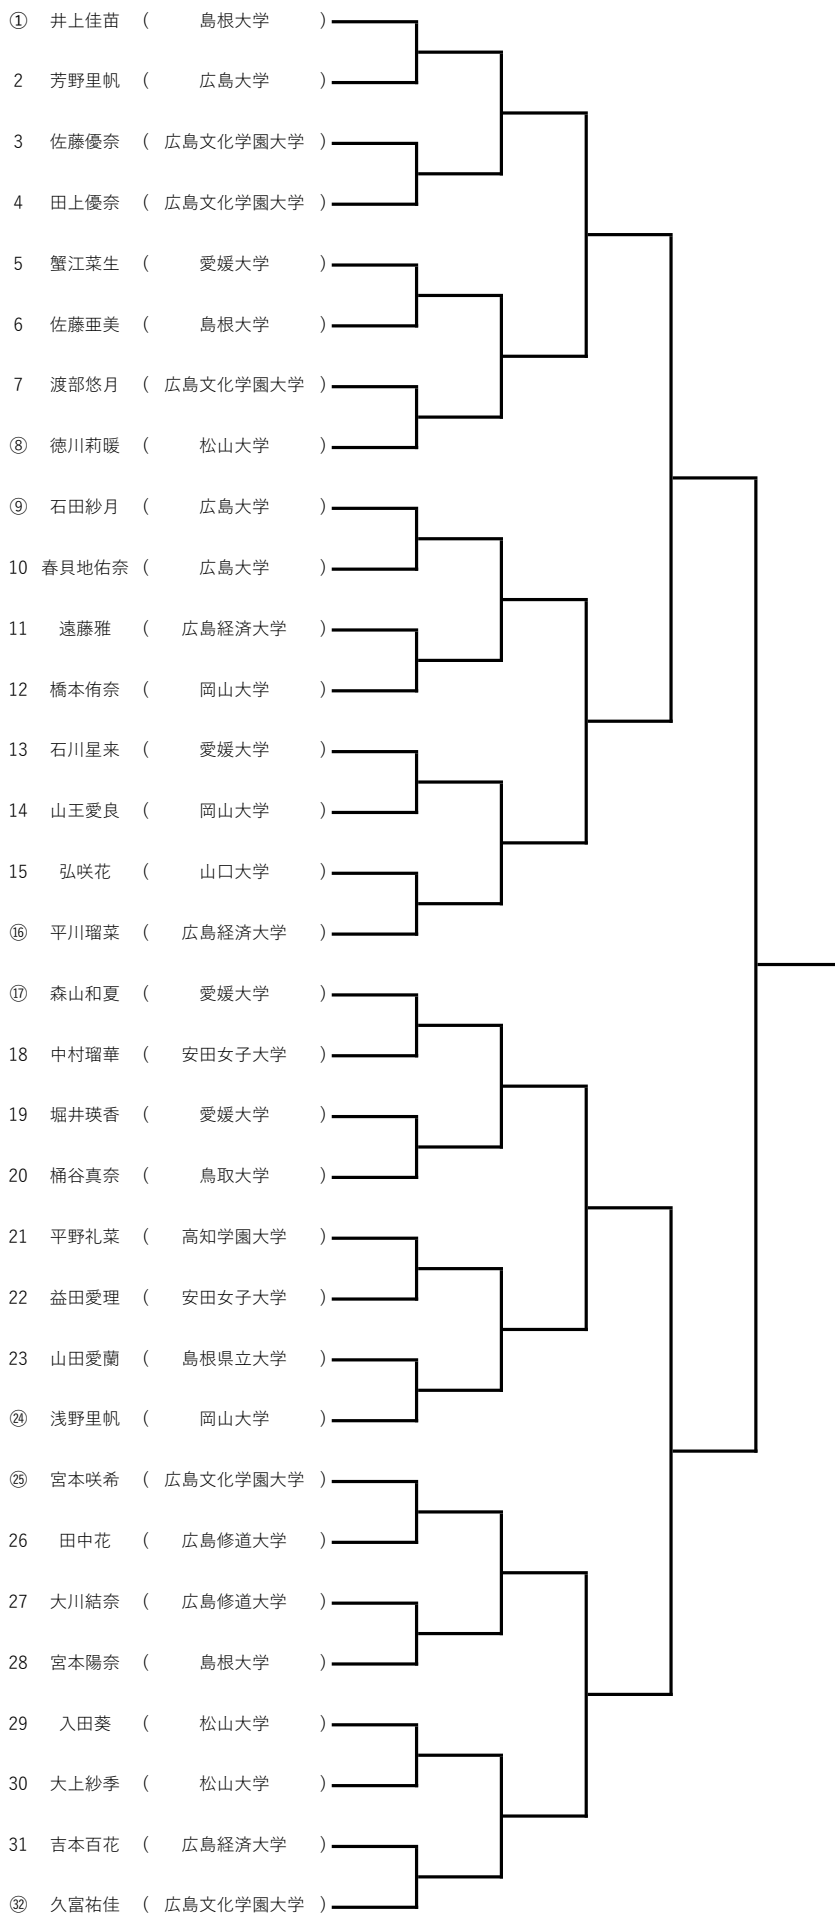 ① 井上佳苗 ( 島根大学 )
2 芳野里帆 ( 広島大学 )
3 佐藤優奈 ( 広島文化学園大学 )
4 田上優奈 ( 広島文化学園大学 )
5 蟹江菜生 ( 愛媛大学 )
6 佐藤亜美 ( 島根大学 )
7 渡部悠月 ( 広島文化学園大学 )
⑧ 徳川莉暖 ( 松山大学 )
⑨ 石田紗月 ( 広島大学 )
10 春貝地佑奈 ( 広島大学 )
11 遠藤雅 ( 広島経済大学 )
12 橋本侑奈 ( 岡山大学 )
13 石川星来 ( 愛媛大学 )
14 山王愛良 ( 岡山大学 )
15 弘咲花 ( 山口大学 )
⑯ 平川瑠菜 ( 広島経済大学 )
⑰ 森山和夏 ( 愛媛大学 )
18 中村瑠華 ( 安田女子大学 )
19 堀井瑛香 ( 愛媛大学 )
20 桶谷真奈 ( 鳥取大学 )
21 平野礼菜 ( 高知学園大学 )
22 益田愛理 ( 安田女子大学 )
23 山田愛蘭 ( 島根県立大学 )
㉔ 浅野里帆 ( 岡山大学 )
㉕ 宮本咲希 ( 広島文化学園大学 )
26 田中花 ( 広島修道大学 )
27 大川結奈 ( 広島修道大学 )
28 宮本陽奈 ( 島根大学 )
29 入田葵 ( 松山大学 )
30 大上紗季 ( 松山大学 )
31 吉本百花 ( 広島経済大学 )
㉜ 久富祐佳 ( 広島文化学園大学 )